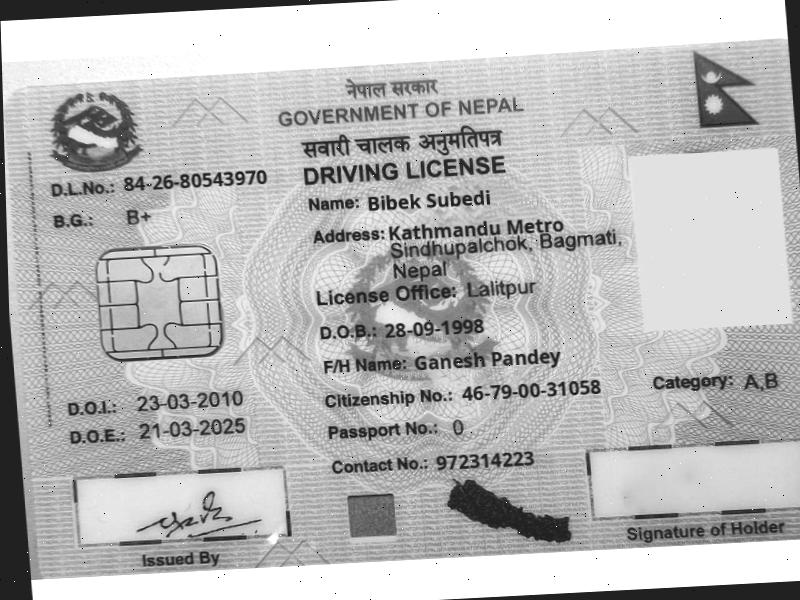 नेपाल सरकार
GOVERNMENT OF NEPAL
सवारी चालक अनुमतिपत्र
DRIVING LICENSE
D.L.No.: 84-26-80543970
B.G.: B+
Name: Bibek Subedi
Address: Kathmandu Metro
Sindhupalchok, Bagmati,
Nepal
License Office: Lalitpur
D.O.B.: 28-09-1998
F/H Name: Ganesh Pandey
Citizenship No.: 46-79-00-31058
Category: A,B
D.O.I.: 23-03-2010
D.O.E.: 21-03-2025
Passport No.: 0
Contact No.: 972314223
Issued By
Signature of Holder